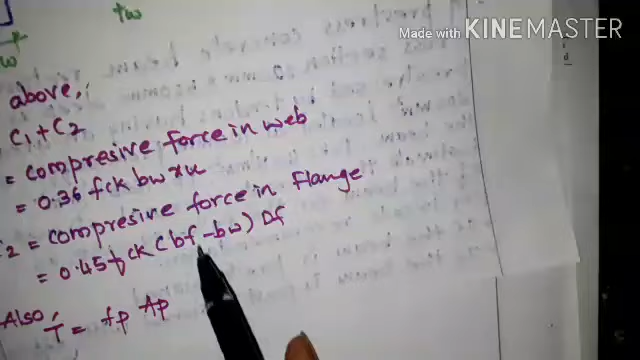 Made with KINEMASTER
tw
above,
C1 + C2
= compresive force in web
= 0.36 fck bw xu
2 = compresive force in Flange
= 0.45 fck (bf - bw) Df
Also, T = fp Ap